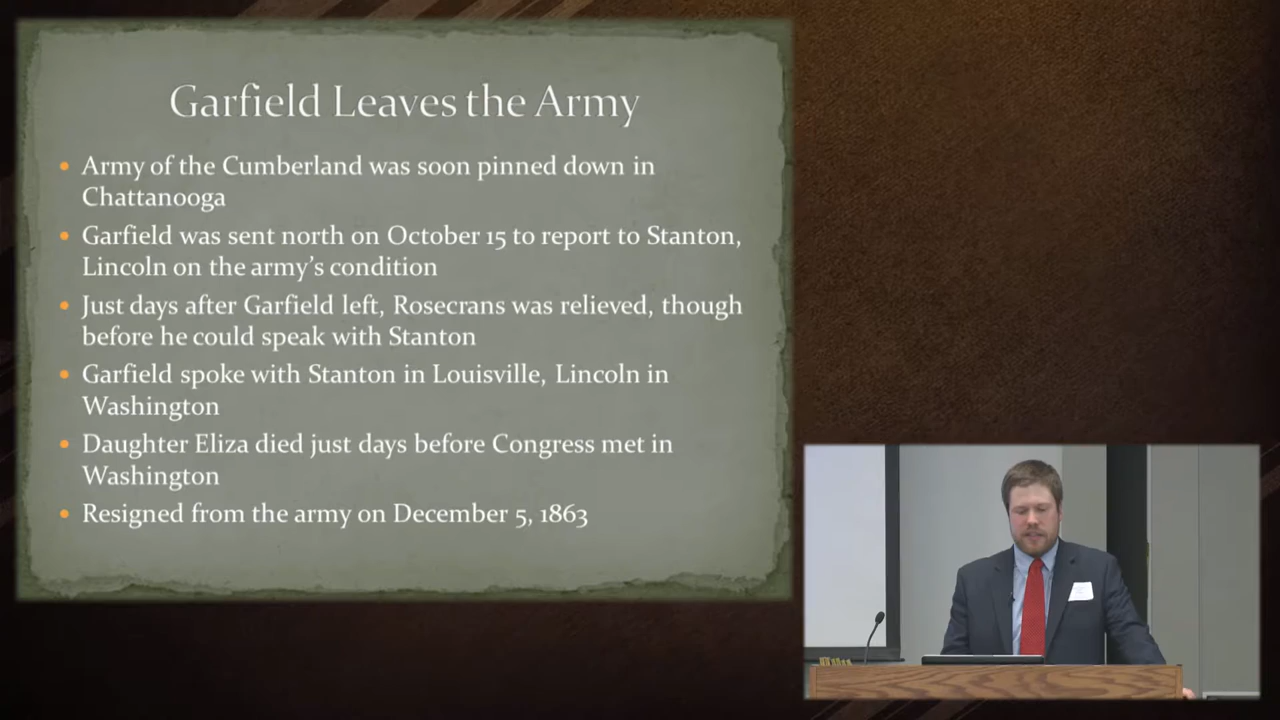 Garfield Leaves the Army
• Army of the Cumberland was soon pinned down in
Chattanooga
• Garfield was sent north on October 15 to report to Stanton,
Lincoln on the army’s condition
• Just days after Garfield left, Rosecrans was relieved, though
before he could speak with Stanton
• Garfield spoke with Stanton in Louisville, Lincoln in
Washington
• Daughter Eliza died just days before Congress met in
Washington
• Resigned from the army on December 5, 1863